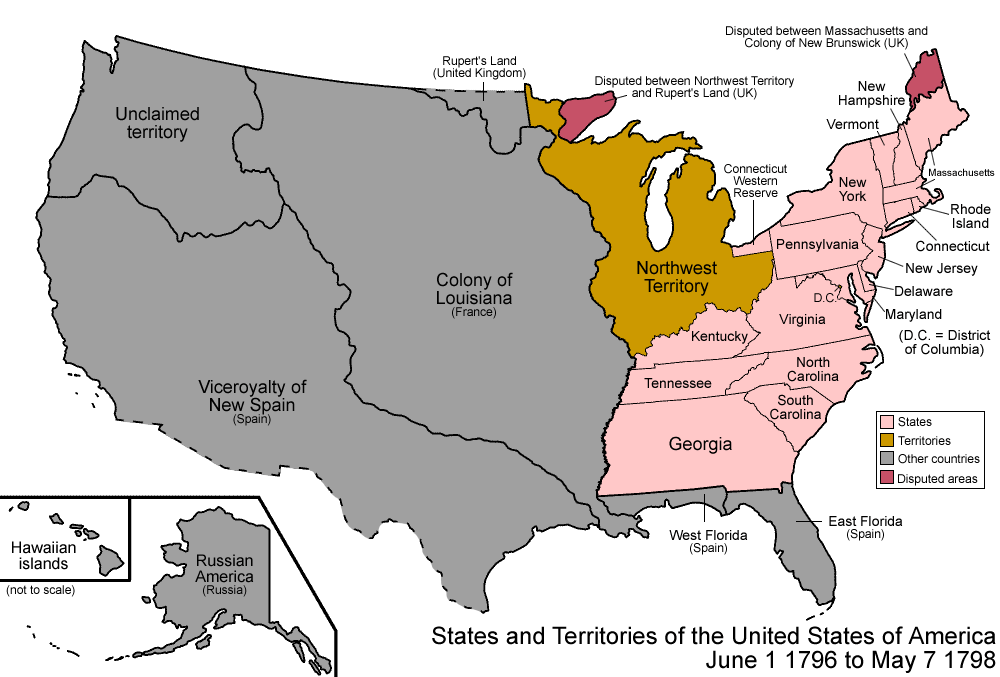 Disputed between Massachusetts and
Colony of New Brunswick (UK)
Rupert's Land
(United Kingdom)
Disputed between Northwest Territory
and Rupert's Land (UK)
New
Hampshire
Vermont
Unclaimed
territory
Connecticut
Western
Reserve
Massachusetts
New
York
Rhode
Island
Pennsylvania
Connecticut
New Jersey
Northwest
Territory
Colony of
Louisiana
(France)
D.C.
Delaware
Maryland
Virginia
(D.C. = District
of Columbia)
Kentucky
North
Carolina
Tennessee
South
Carolina
Viceroyalty of
New Spain
(Spain)
Georgia
States
Territories
Other countries
Disputed areas
West Florida
(Spain)
East Florida
(Spain)
Hawaiian
islands
(not to scale)
Russian
America
(Russia)
States and Territories of the United States of America
June 1 1796 to May 7 1798